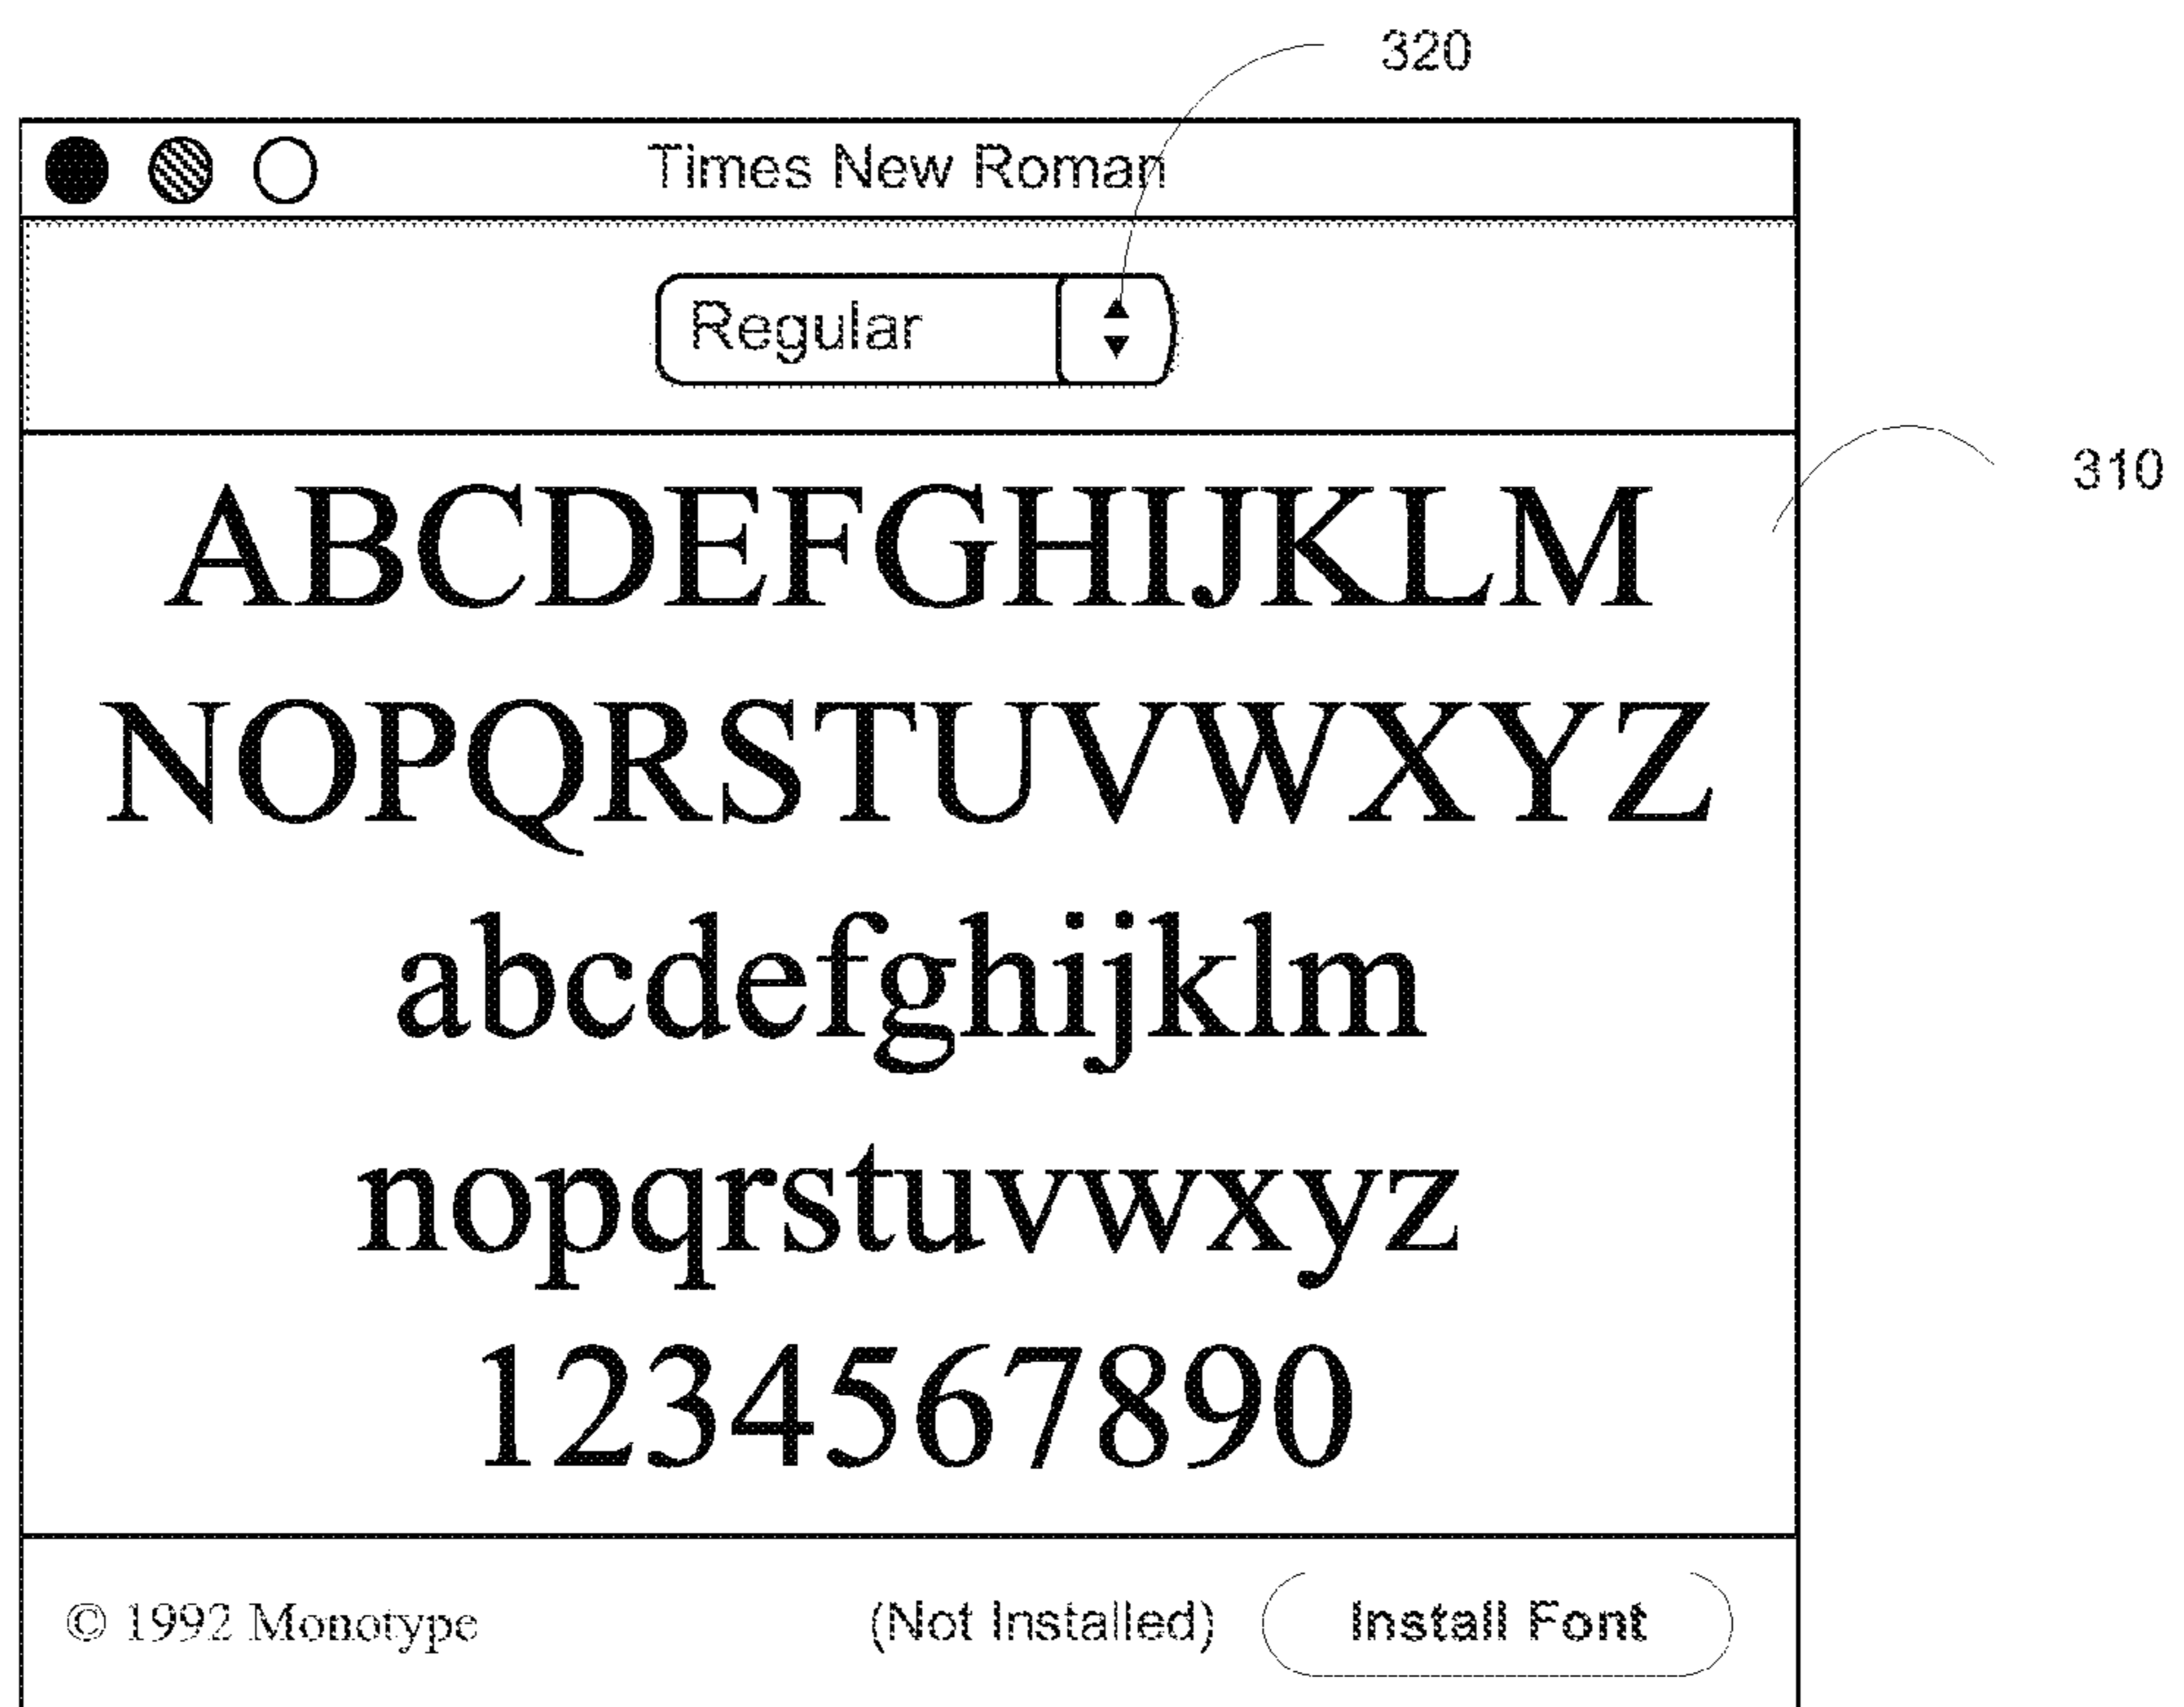 320
Times New Roman
Regular
310
ABCDEFGHIJKLM
NOPQRSTUVWXYZ
abcdefghijklm
nopqrstuvwxyz
1234567890
© 1992 Monotype (Not Installed) Install Font